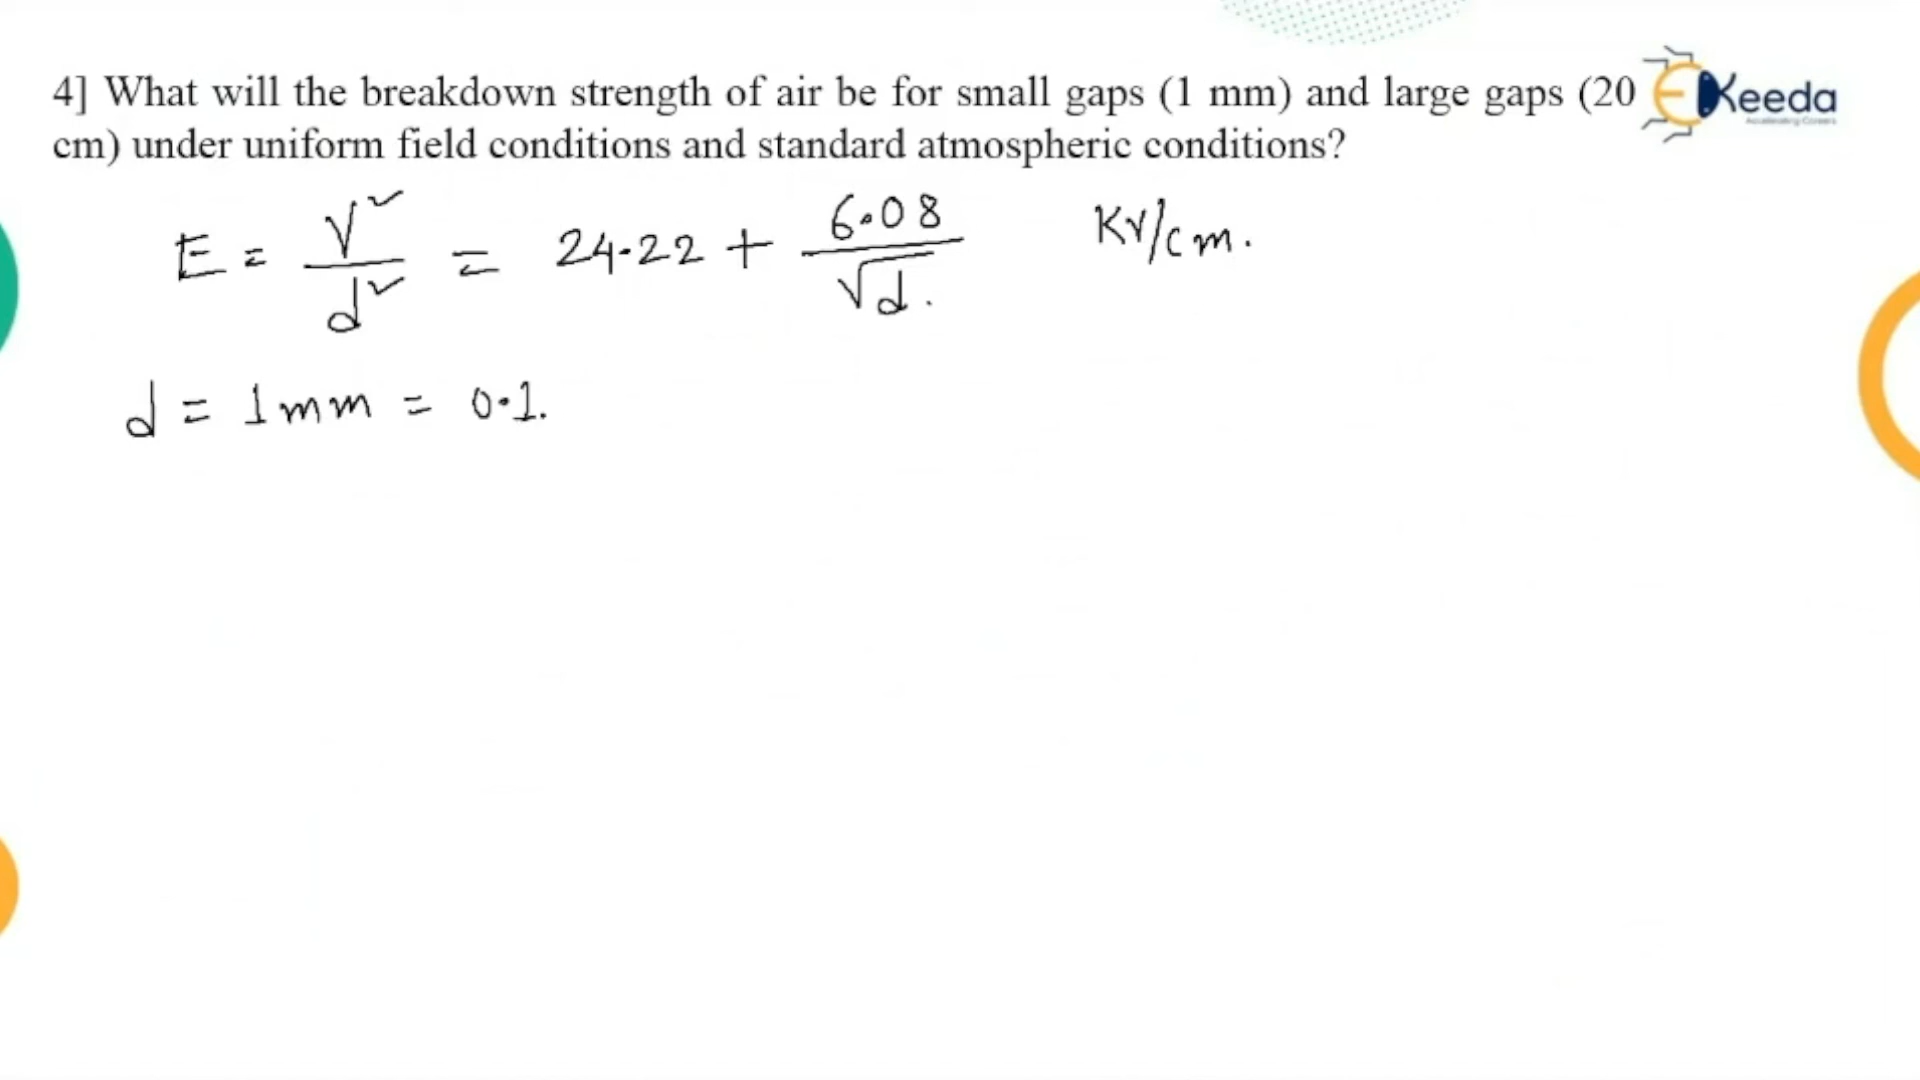 4] What will the breakdown strength of air be for small gaps (1 mm) and large gaps (20
cm) under uniform field conditions and standard atmospheric conditions?
EKeeda
E = V✓/d✓ = 24.22 + 6.08/√d. KV/cm.
d = 1mm = 0.1.